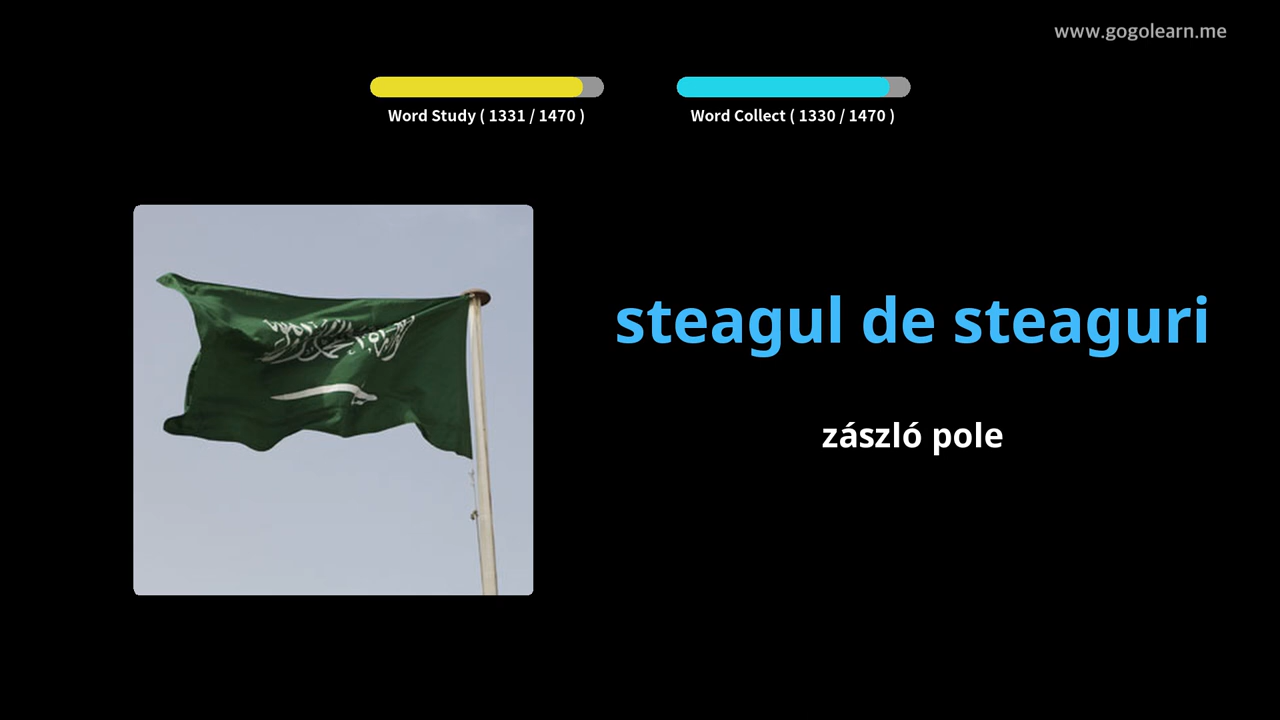 www.gogolearn.me
Word Study ( 1331 / 1470 )
Word Collect ( 1330 / 1470 )
steagul de steaguri
zászló pole